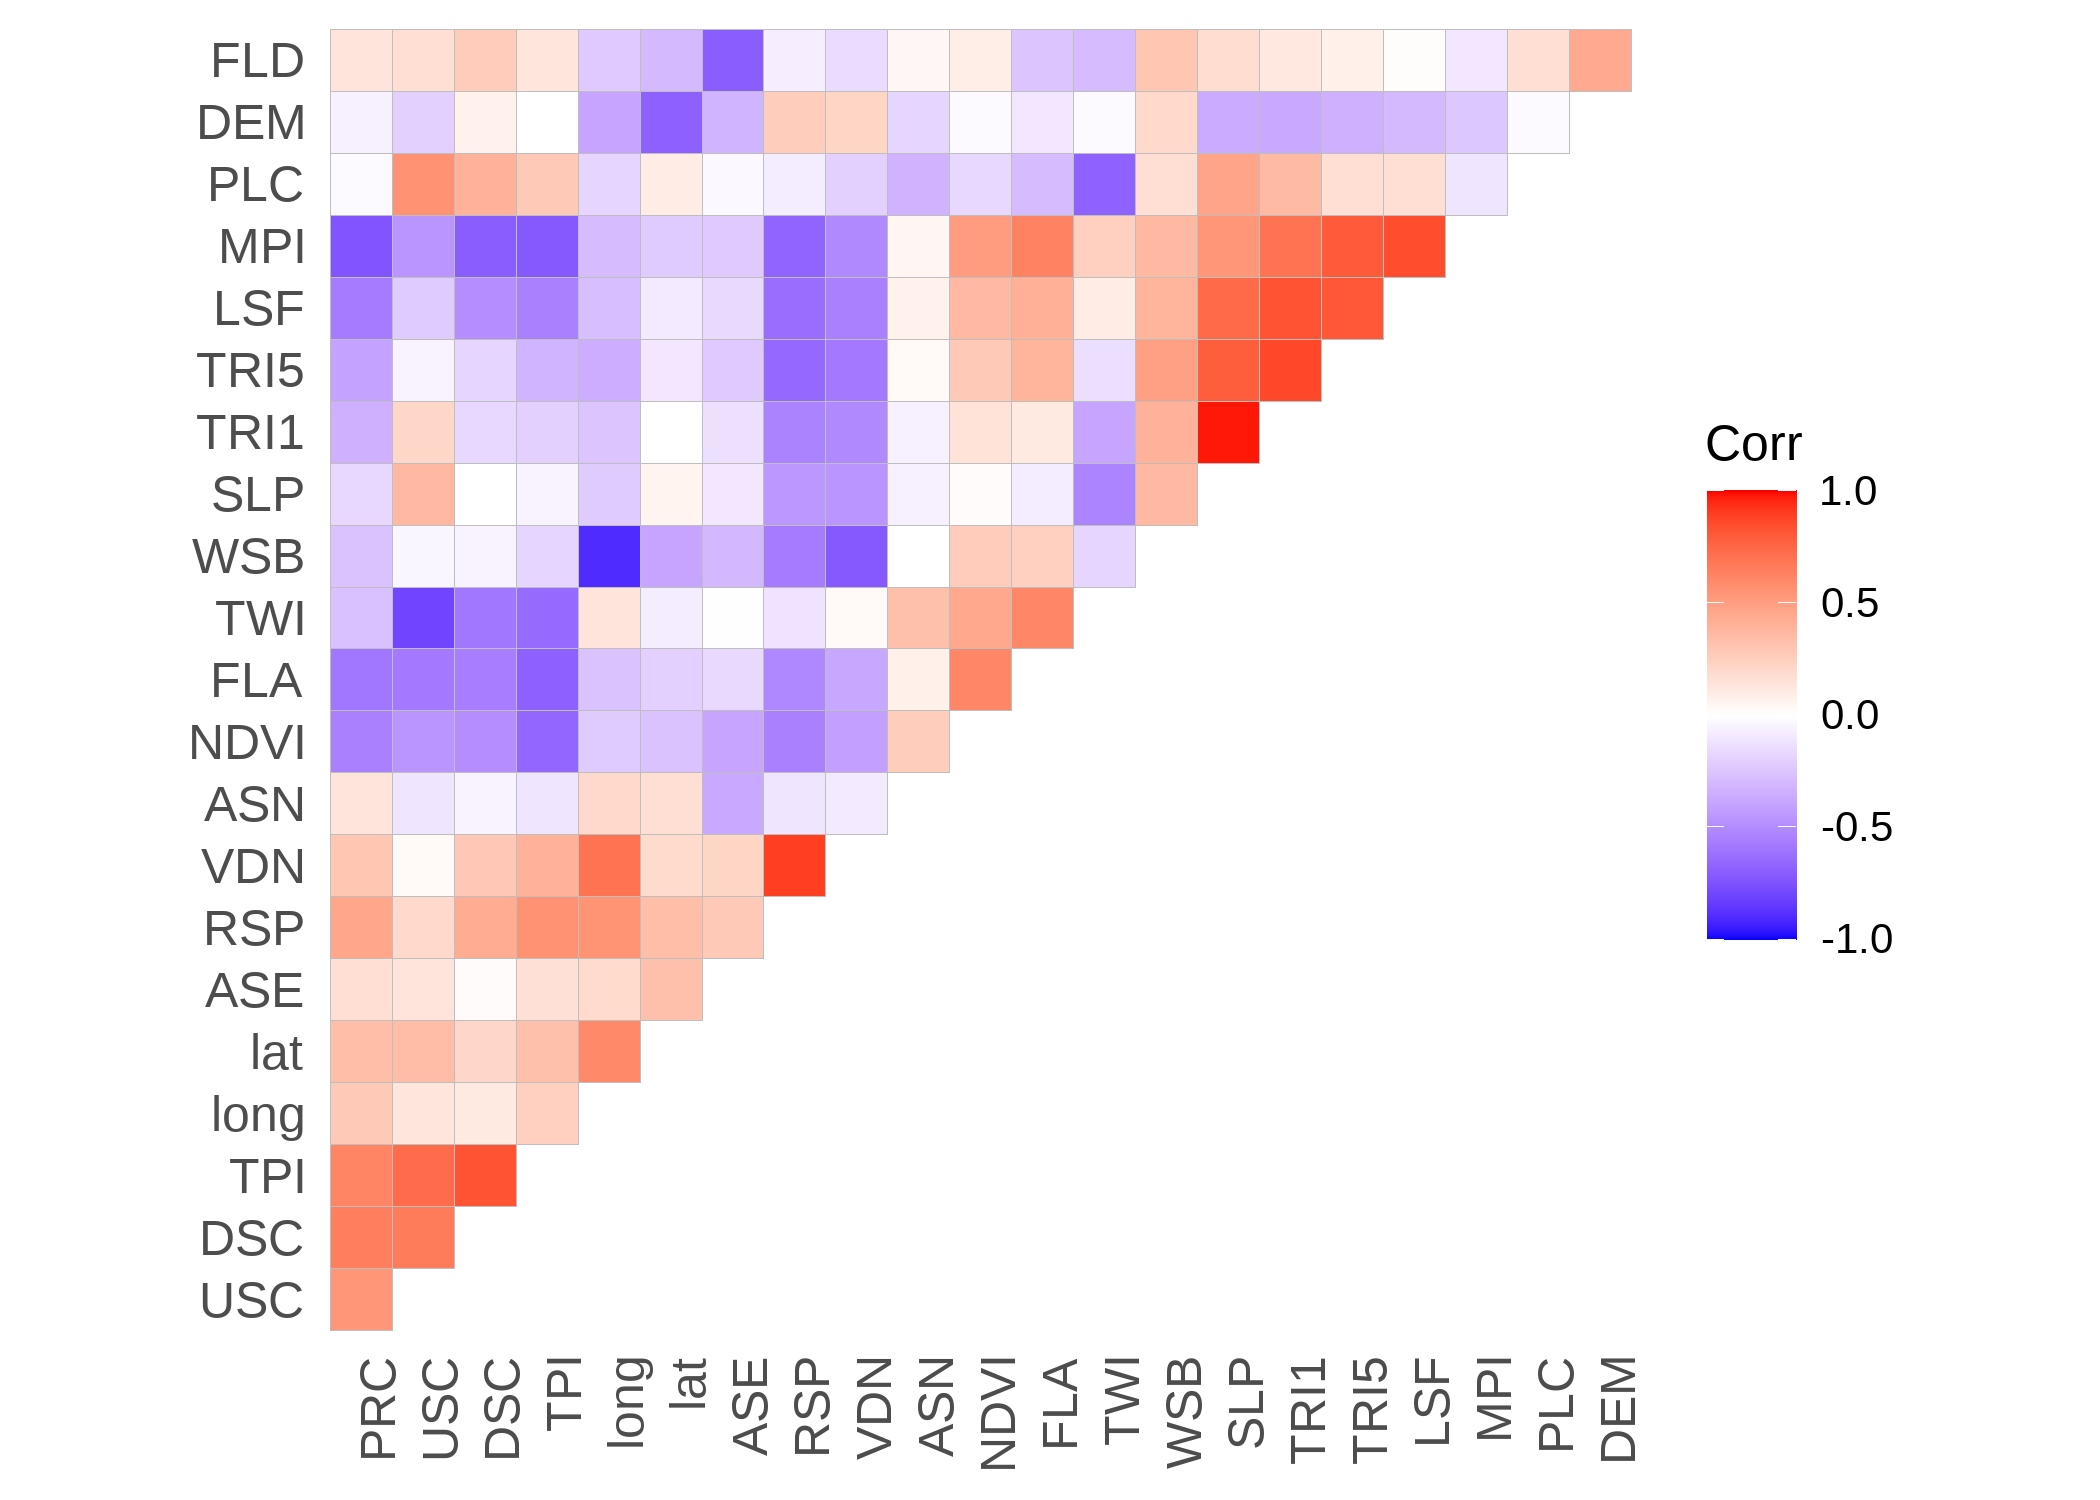 FLD
DEM
PLC
MPI
LSF
TRI5
TRI1
SLP
WSB
TWI
FLA
NDVI
ASN
VDN
RSP
ASE
lat
long
TPI
DSC
USC
PRC USC DSC TPI long lat ASE RSP VDN ASN NDVI FLA TWI WSB SLP TRI1 TRI5 LSF MPI PLC DEM
Corr
1.0
0.5
0.0
-0.5
-1.0